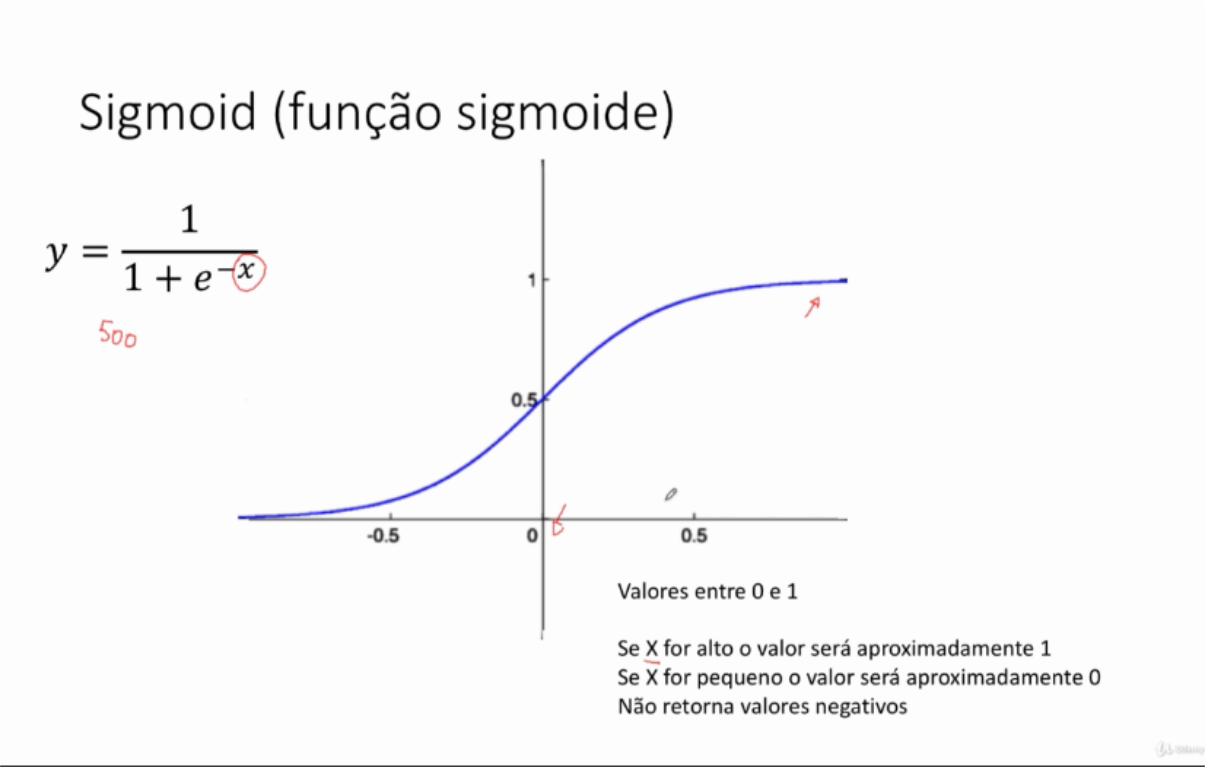 Sigmoid (função sigmoide)
y = 1 / (1 + e^−x)
500
1
0.5
-0.5
0
0.5
Valores entre 0 e 1
Se X for alto o valor será aproximadamente 1
Se X for pequeno o valor será aproximadamente 0
Não retorna valores negativos